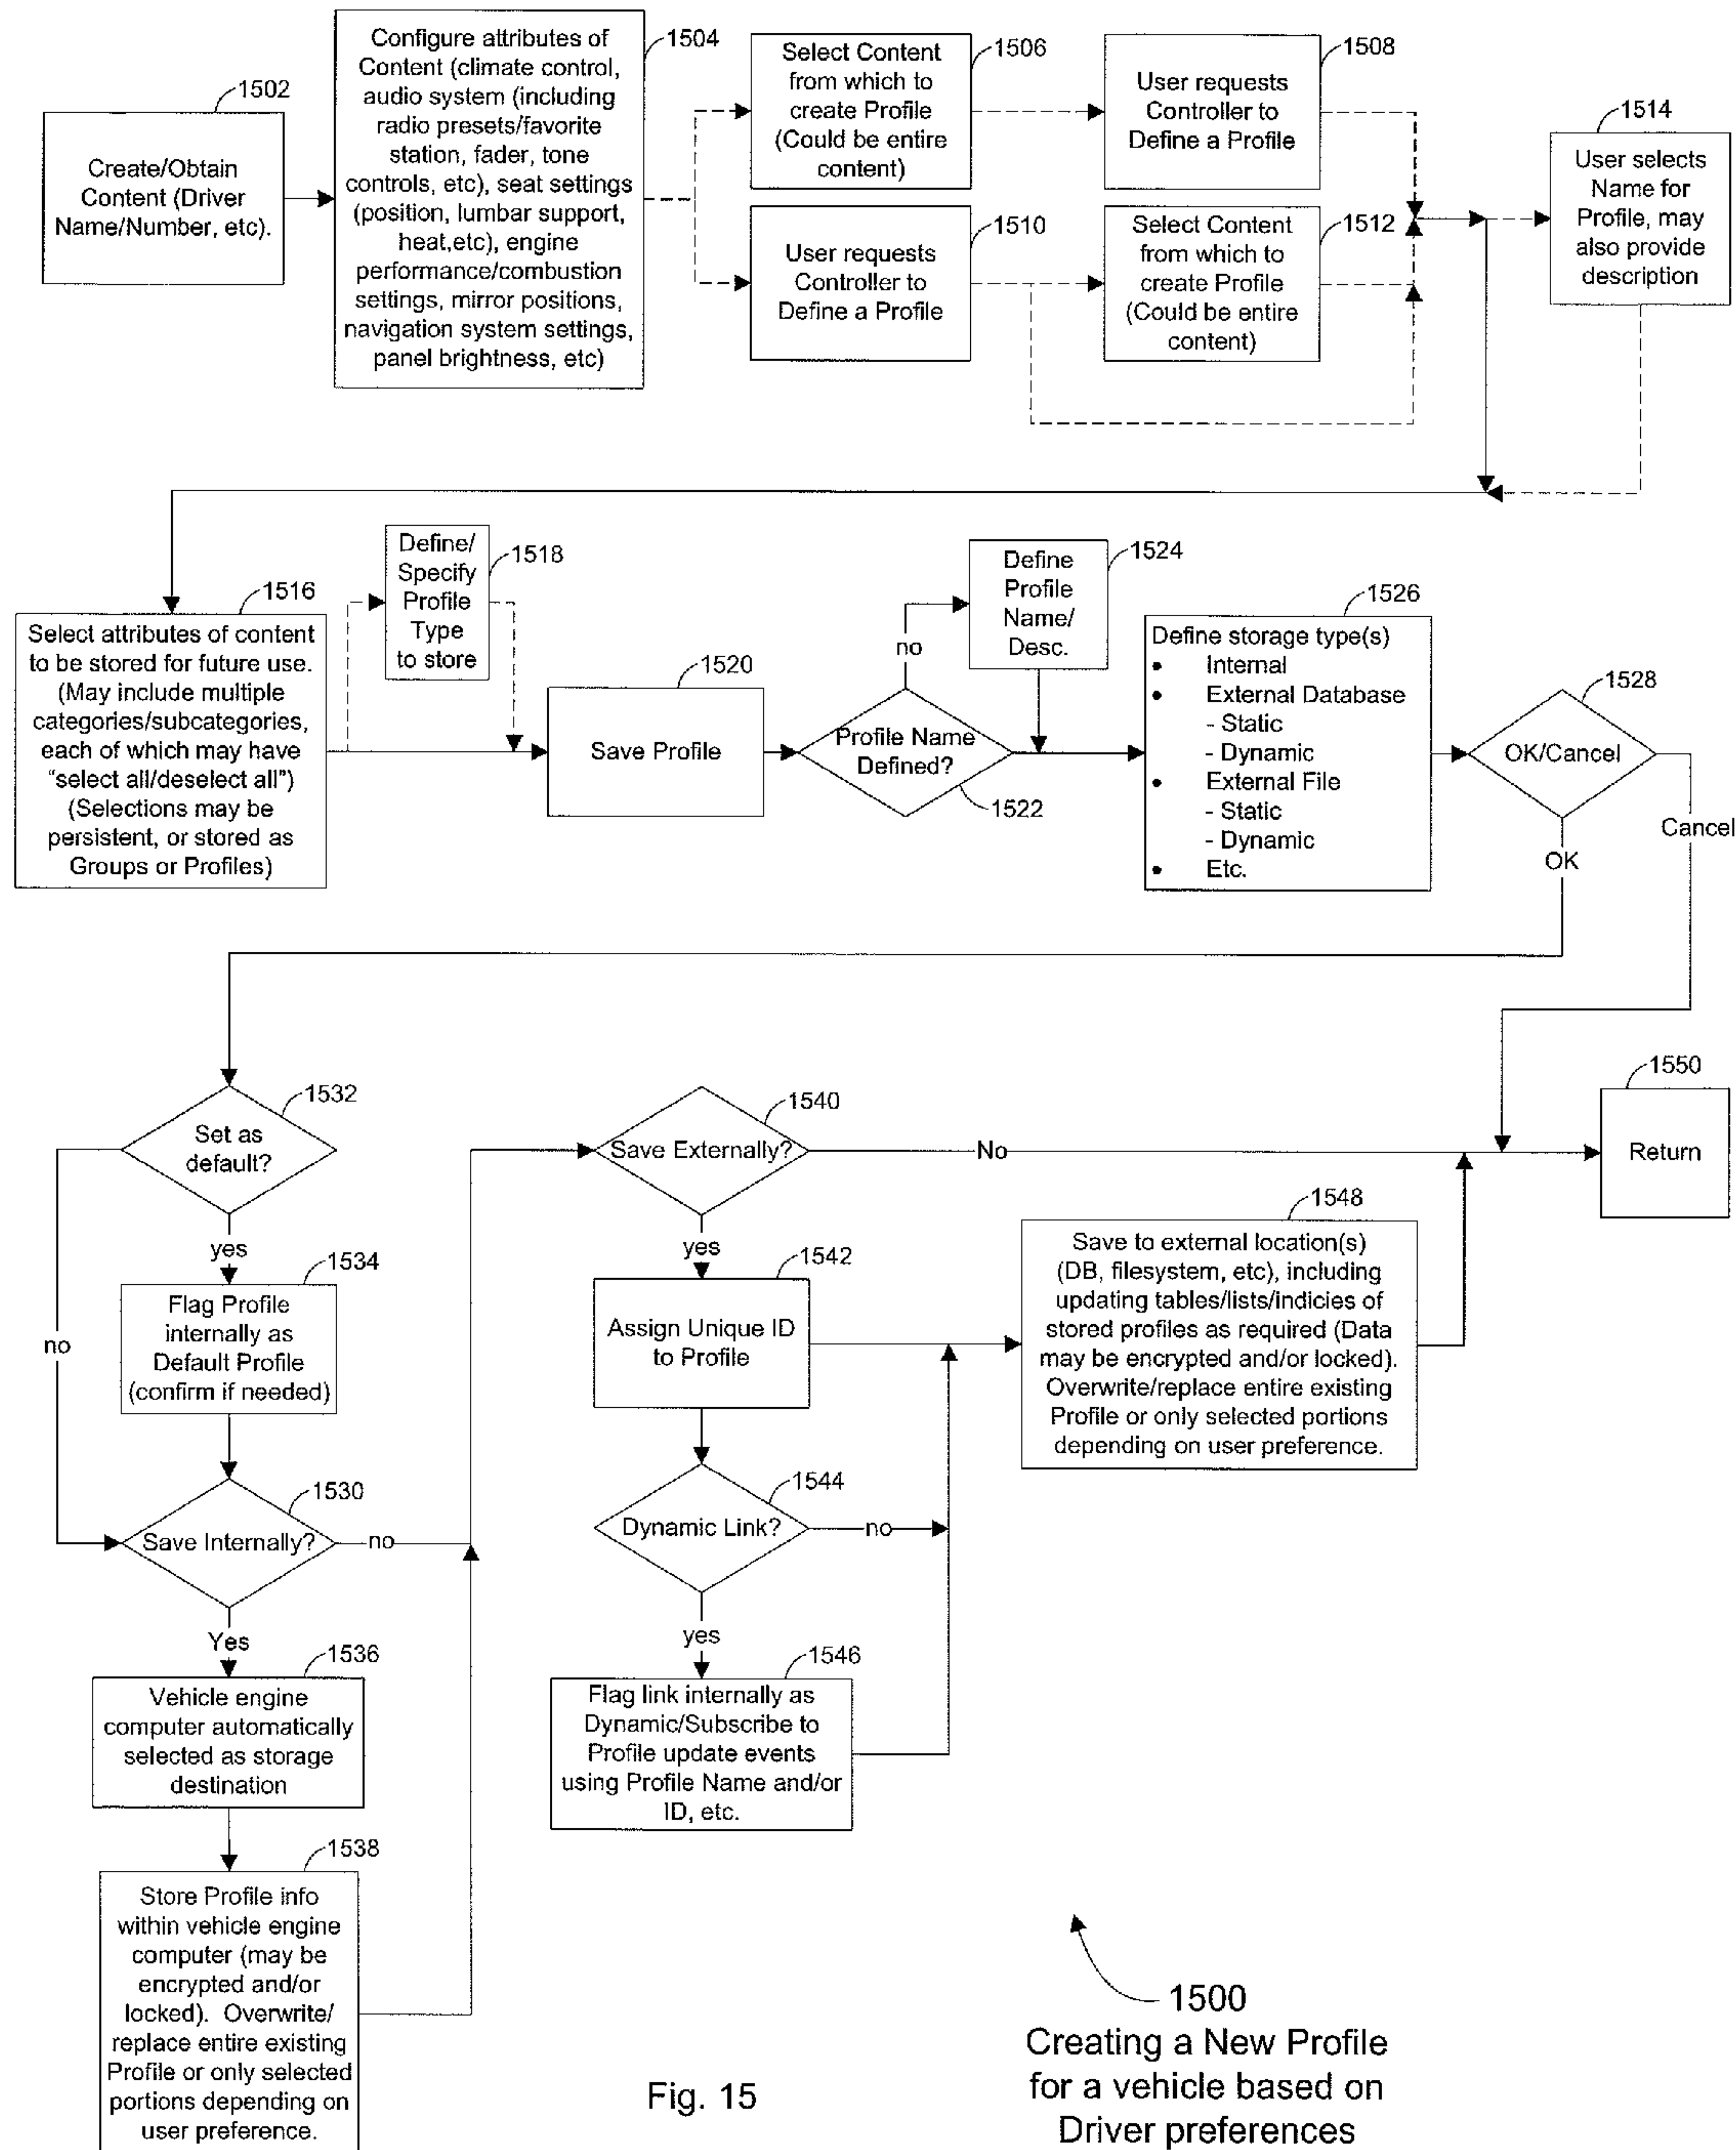 1502
Create/Obtain
Content (Driver
Name/Number, etc).
1504
Configure attributes of
Content (climate control,
audio system (including
radio presets/favorite
station, fader, tone
controls, etc), seat settings
(position, lumbar support,
heat,etc), engine
performance/combustion
settings, mirror positions,
navigation system settings,
panel brightness, etc)
1506
Select Content
from which to
create Profile
(Could be entire
content)
1508
User requests
Controller to
Define a Profile
1510
User requests
Controller to
Define a Profile
1512
Select Content
from which to
create Profile
(Could be entire
content)
1514
User selects
Name for
Profile, may
also provide
description
1516
Select attributes of content
to be stored for future use.
(May include multiple
categories/subcategories,
each of which may have
“select all/deselect all”)
(Selections may be
persistent, or stored as
Groups or Profiles)
1518
Define/
Specify
Profile
Type
to store
1520
Save Profile
1522
Profile Name
Defined?
no
1524
Define
Profile
Name/
Desc.
1526
Define storage type(s)
• Internal
• External Database
- Static
- Dynamic
• External File
- Static
- Dynamic
• Etc.
1528
OK/Cancel
Cancel
OK
1532
Set as
default?
yes
no
1534
Flag Profile
internally as
Default Profile
(confirm if needed)
1530
Save Internally?
no
Yes
1536
Vehicle engine
computer automatically
selected as storage
destination
1538
Store Profile info
within vehicle engine
computer (may be
encrypted and/or
locked). Overwrite/
replace entire existing
Profile or only selected
portions depending on
user preference.
1540
Save Externally?
No
yes
1542
Assign Unique ID
to Profile
1544
Dynamic Link?
no
yes
1546
Flag link internally as
Dynamic/Subscribe to
Profile update events
using Profile Name and/or
ID, etc.
1548
Save to external location(s)
(DB, filesystem, etc), including
updating tables/lists/indicies of
stored profiles as required (Data
may be encrypted and/or locked).
Overwrite/replace entire existing
Profile or only selected portions
depending on user preference.
1550
Return
Fig. 15
1500
Creating a New Profile
for a vehicle based on
Driver preferences